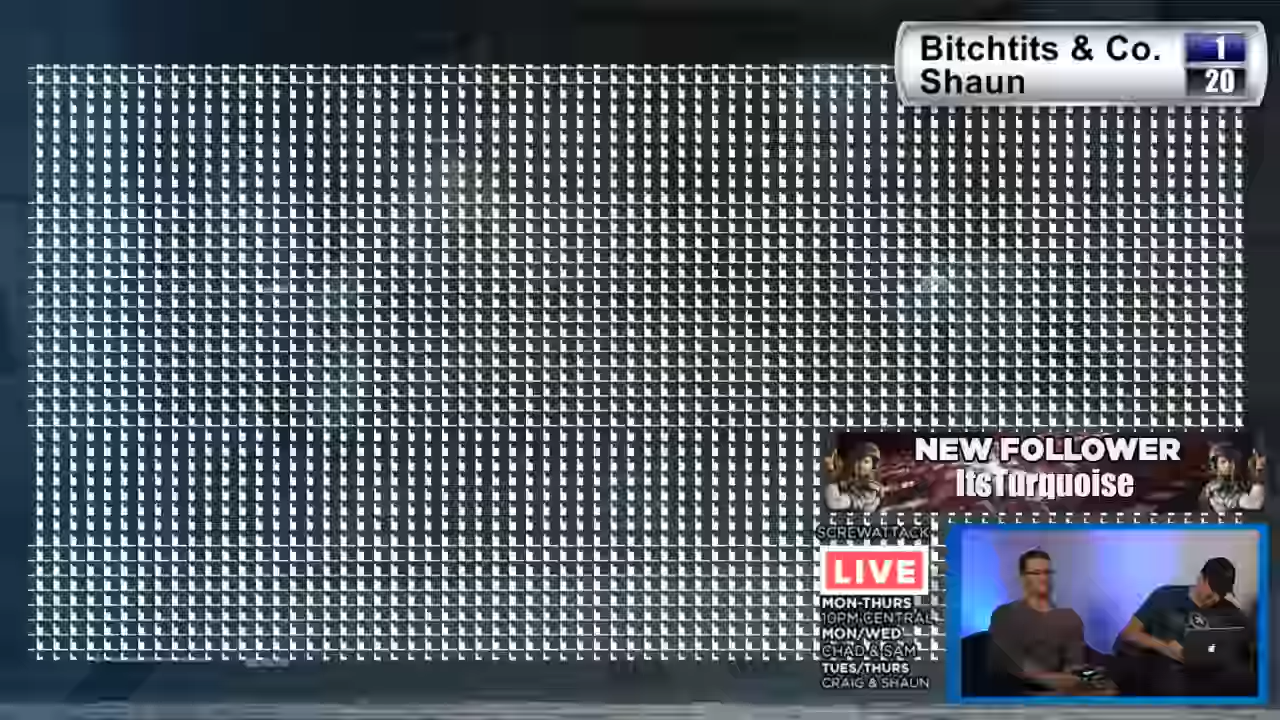 Bitchtits & Co. 1
Shaun 20
NEW FOLLOWER
ItsTurquoise
SCREWATTACK
LIVE
MON-THURS
10PM CENTRAL
MON/WED
CHAD & SAM
TUES/THURS
CRAIG & SHAUN